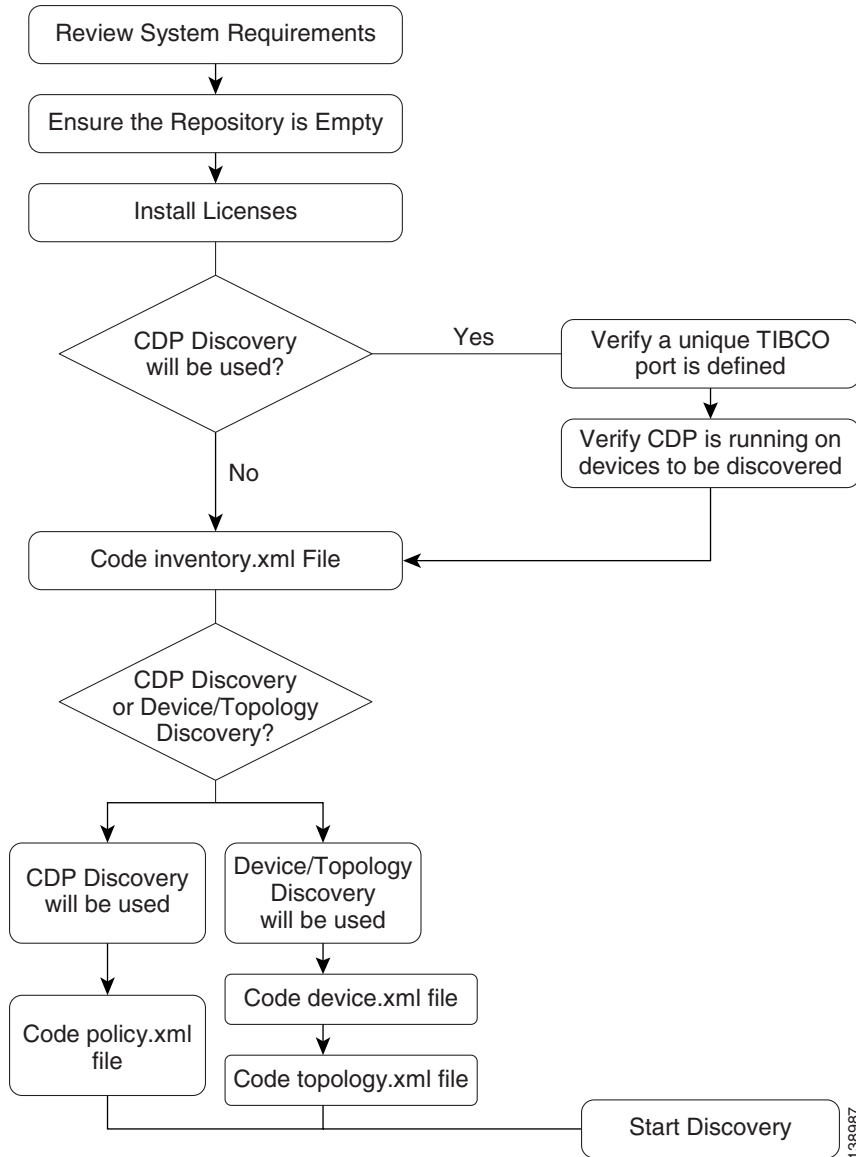 Review System Requirements
Ensure the Repository is Empty
Install Licenses
CDP Discovery
will be used?
Yes
Verify a unique TIBCO
port is defined
Verify CDP is running on
devices to be discovered
No
Code inventory.xml File
CDP Discovery
or Device/Topology
Discovery?
CDP Discovery
will be used
Device/Topology
Discovery
will be used
Code device.xml file
Code policy.xml
file
Code topology.xml file
Start Discovery
138987